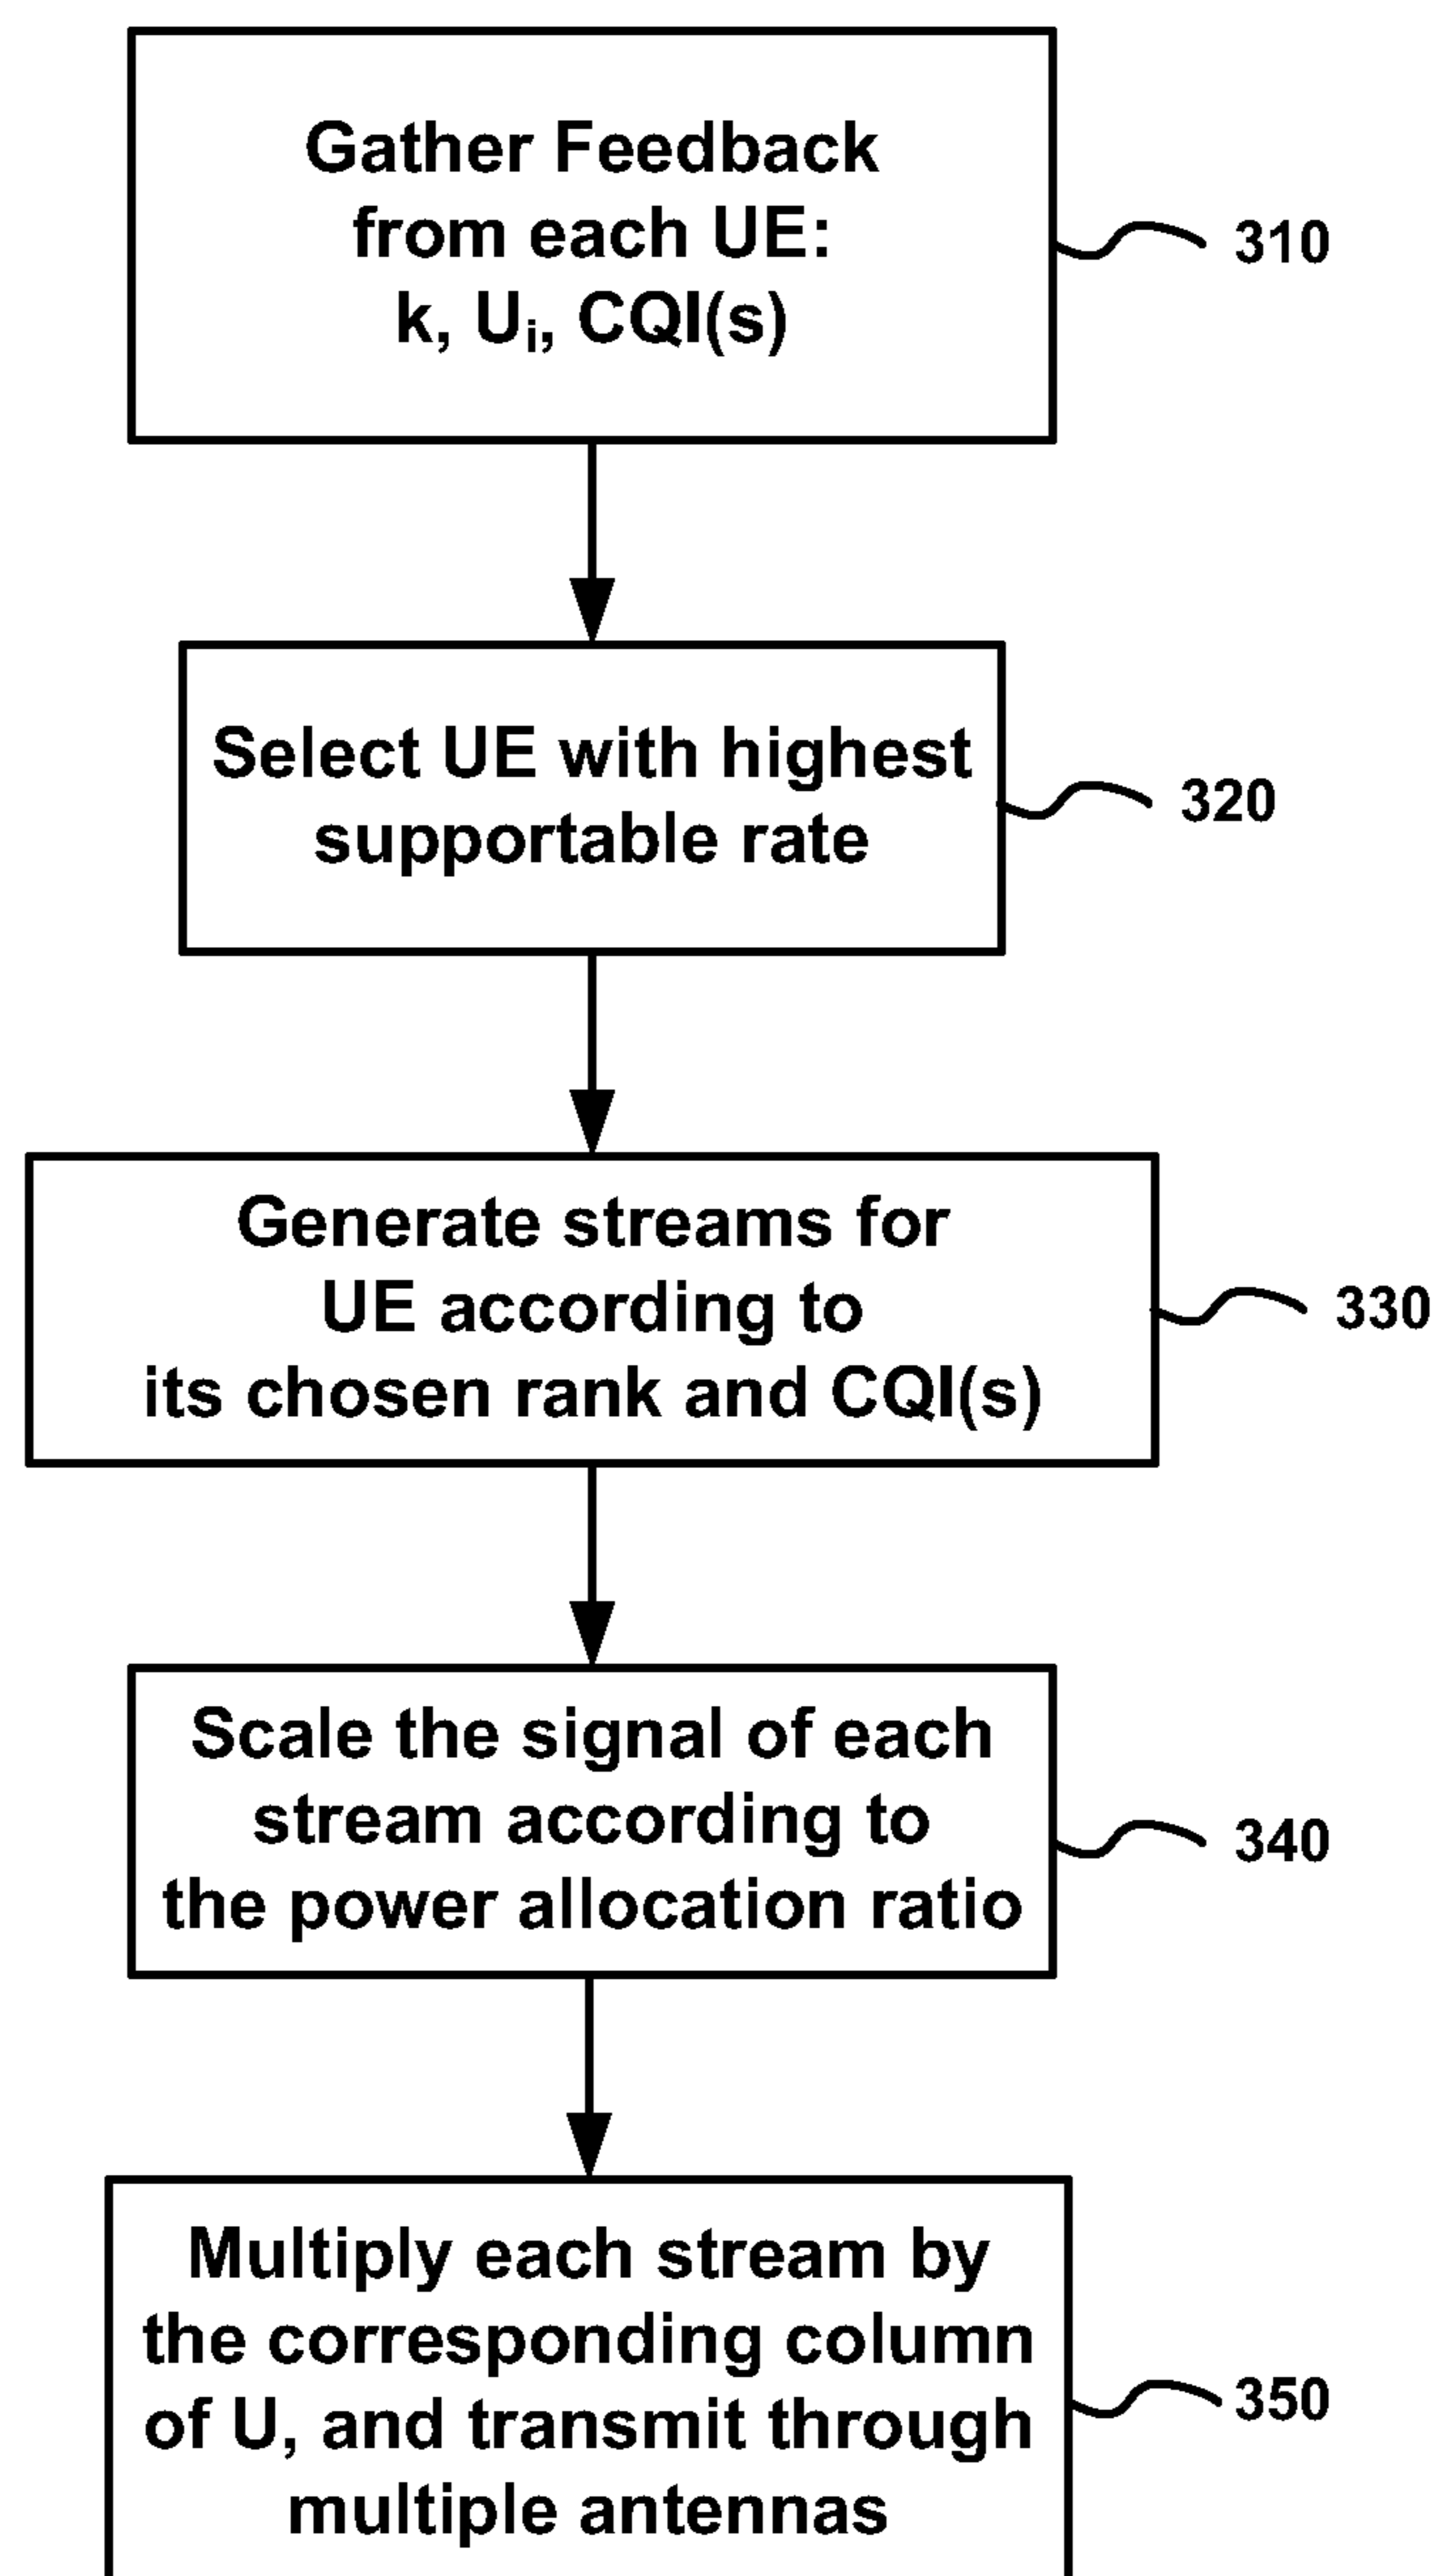 Gather Feedback
from each UE:
k, Uᵢ, CQI(s)
310
Select UE with highest
supportable rate
320
Generate streams for
UE according to
its chosen rank and CQI(s)
330
Scale the signal of each
stream according to
the power allocation ratio
340
Multiply each stream by
the corresponding column
of U, and transmit through
multiple antennas
350